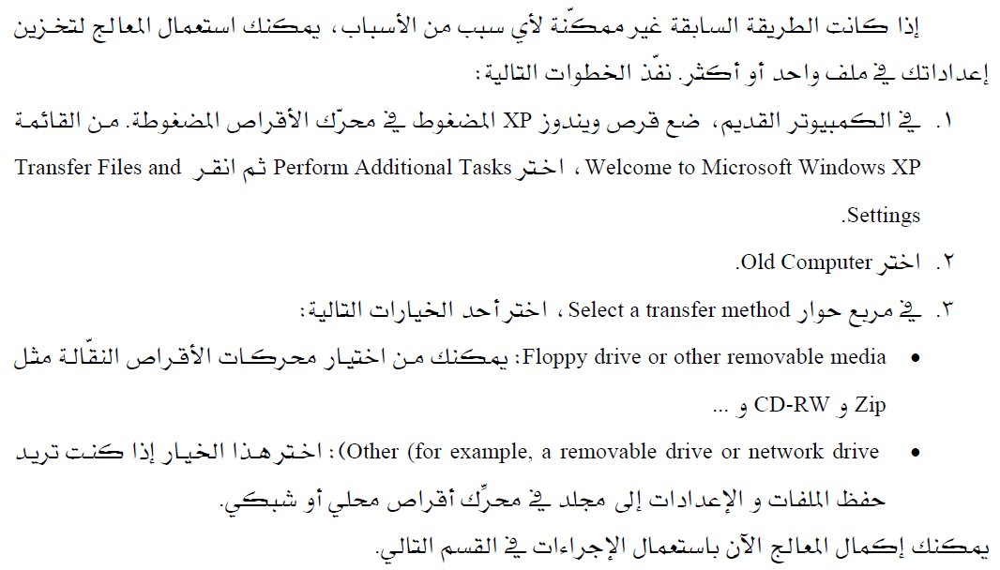 إذا كانت الطريقة السابقة غير ممكّنة لأي سبب من الأسباب، يمكنك استعمال المعالج لتخزين
إعداداتك في ملف واحد أو أكثر. نفّذ الخطوات التالية:
١. في الكمبيوتر القديم، ضع قرص ويندوز XP المضغوط في محرّك الأقراص المضغوطة. من القائمة
Welcome to Microsoft Windows XP، اختر Perform Additional Tasks ثم انقر Transfer Files and
Settings.
٢. اختر Old Computer.
٣. في مربع حوار Select a transfer method، اختر أحد الخيارات التالية:
• Floppy drive or other removable media: يمكنك من اختيار محركات الأقراص النقّالة مثل
Zip و CD-RW و ...
• Other (for example, a removable drive or network drive): اختر هذا الخيار إذا كنت تريد
حفظ الملفات و الإعدادات إلى مجلد في محرِّك أقراص محلي أو شبكي.
يمكنك إكمال المعالج الآن باستعمال الإجراءات في القسم التالي.